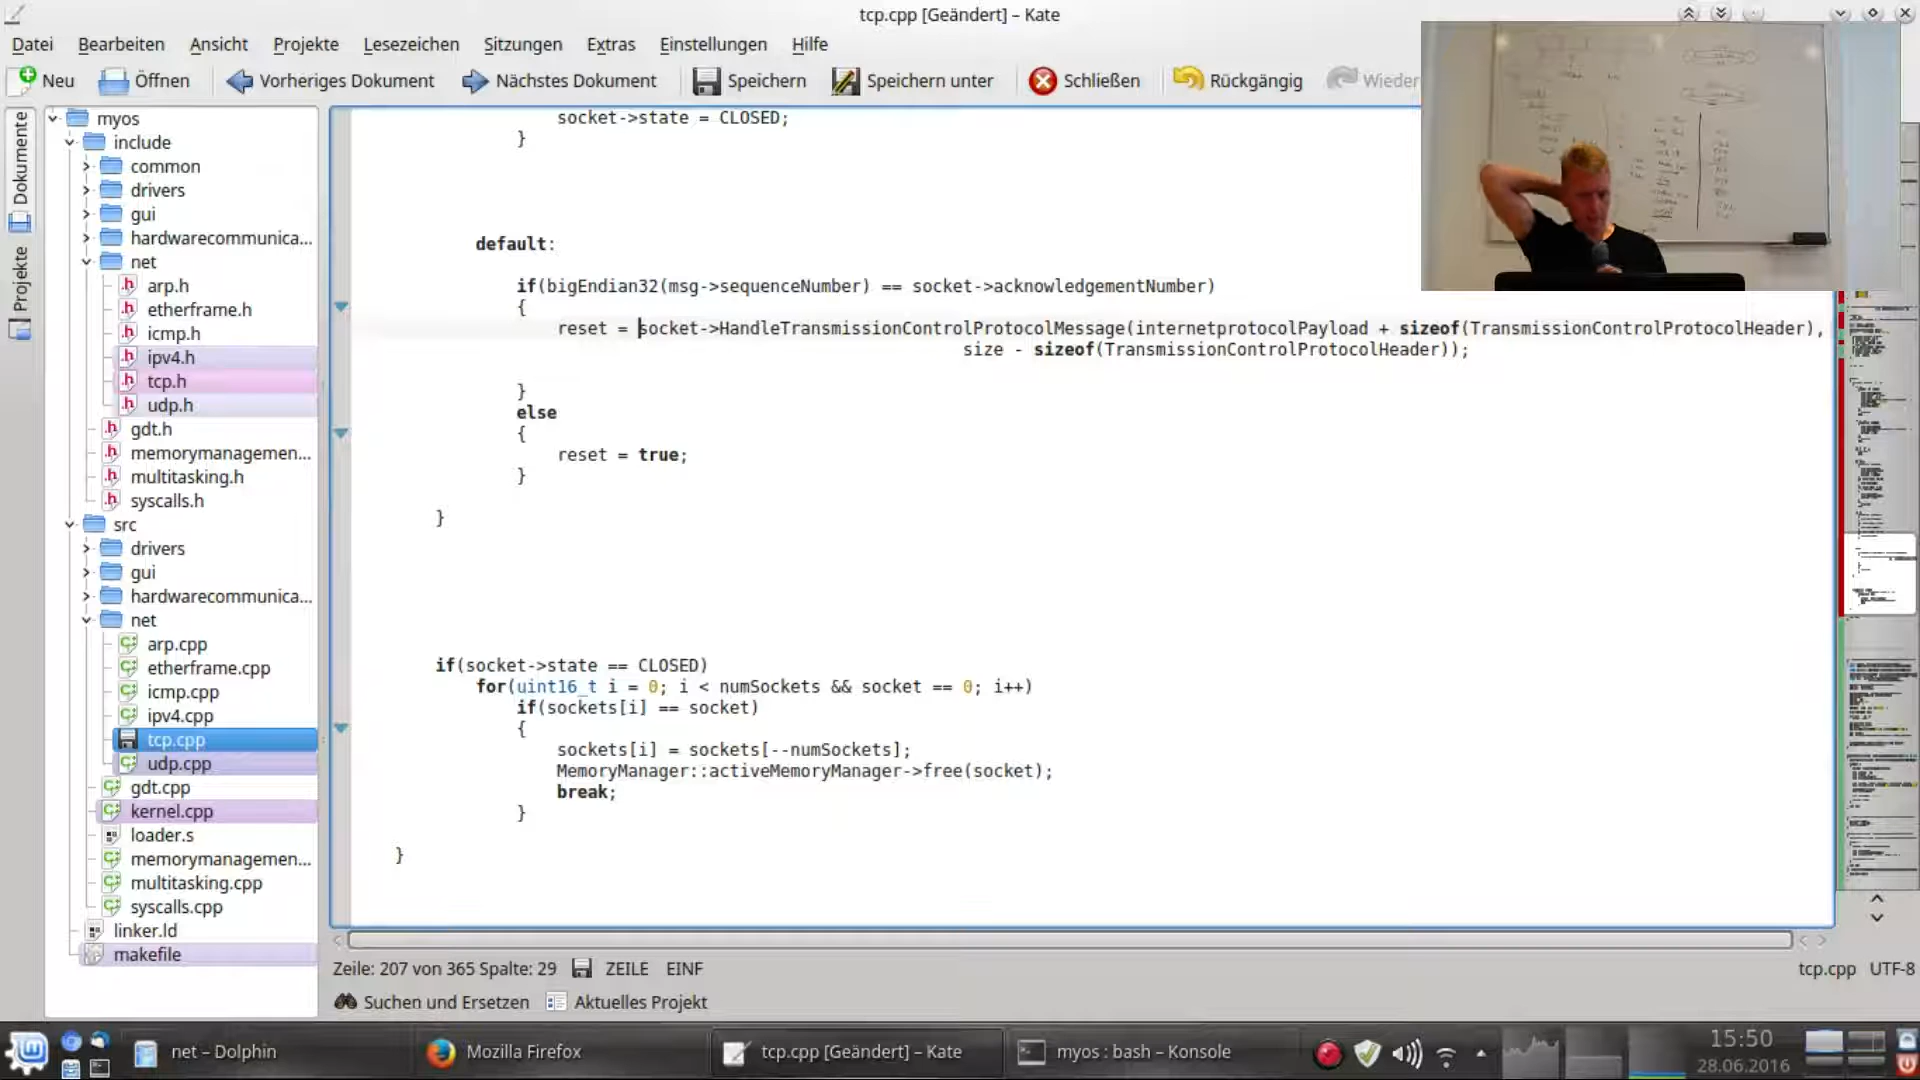 tcp.cpp [Geändert] – Kate
Datei Bearbeiten Ansicht Projekte Lesezeichen Sitzungen Extras Einstellungen Hilfe
Neu Öffnen Vorheriges Dokument Nächstes Dokument Speichern Speichern unter Schließen Rückgängig Wieder
Dokumente
Projekte
myos
include
common
drivers
gui
hardwarecommunica...
net
arp.h
etherframe.h
icmp.h
ipv4.h
tcp.h
udp.h
gdt.h
memorymanagemen...
multitasking.h
syscalls.h
src
drivers
gui
hardwarecommunica...
net
arp.cpp
etherframe.cpp
icmp.cpp
ipv4.cpp
tcp.cpp
udp.cpp
gdt.cpp
kernel.cpp
loader.s
memorymanagemen...
multitasking.cpp
syscalls.cpp
linker.ld
makefile
socket->state = CLOSED;
}
default:
if(bigEndian32(msg->sequenceNumber) == socket->acknowledgementNumber)
{
reset = socket->HandleTransmissionControlProtocolMessage(internetprotocolPayload + sizeof(TransmissionControlProtocolHeader),
size - sizeof(TransmissionControlProtocolHeader));
}
else
{
reset = true;
}
}
if(socket->state == CLOSED)
for(uint16_t i = 0; i < numSockets && socket == 0; i++)
if(sockets[i] == socket)
{
sockets[i] = sockets[--numSockets];
MemoryManager::activeMemoryManager->free(socket);
break;
}
}
Zeile: 207 von 365 Spalte: 29 ZEILE EINF tcp.cpp UTF-8
Suchen und Ersetzen Aktuelles Projekt
net – Dolphin Mozilla Firefox tcp.cpp [Geändert] – Kate myos : bash – Konsole 15:50
28.06.2016